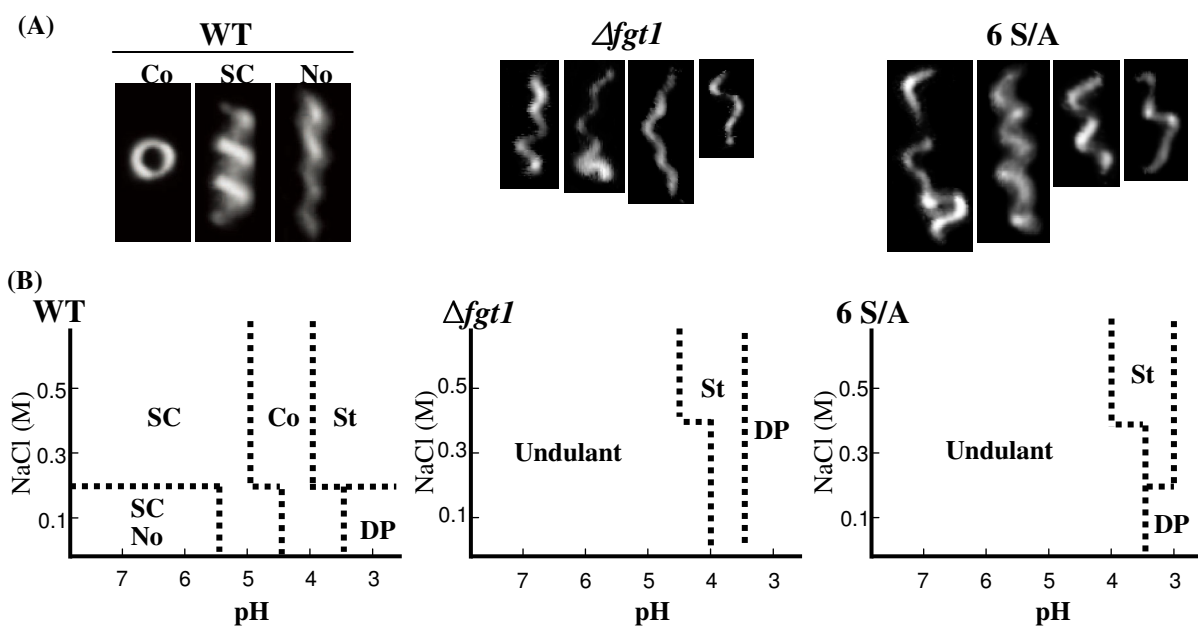 (A)
WT
Co SC No
Δfgt1
6 S/A
(B)
WT
NaCl (M)
0.5
0.3
0.1
SC
Co
St
SC
No
DP
7 6 5 4 3
pH
Δfgt1
NaCl (M)
0.5
0.3
0.1
St
Undulant
DP
7 6 5 4 3
pH
6 S/A
NaCl (M)
0.5
0.3
0.1
St
Undulant
DP
7 6 5 4 3
pH